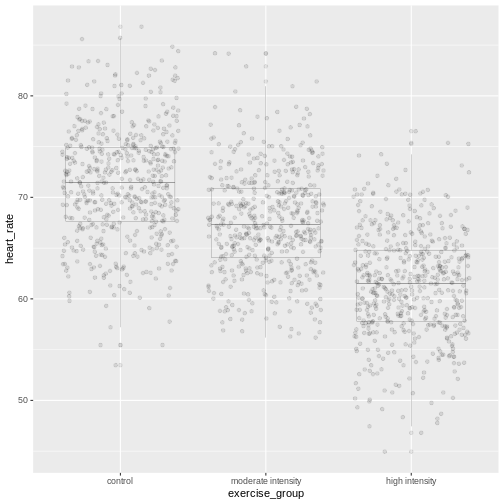 heart_rate
80
70
60
50
control
moderate intensity
high intensity
exercise_group